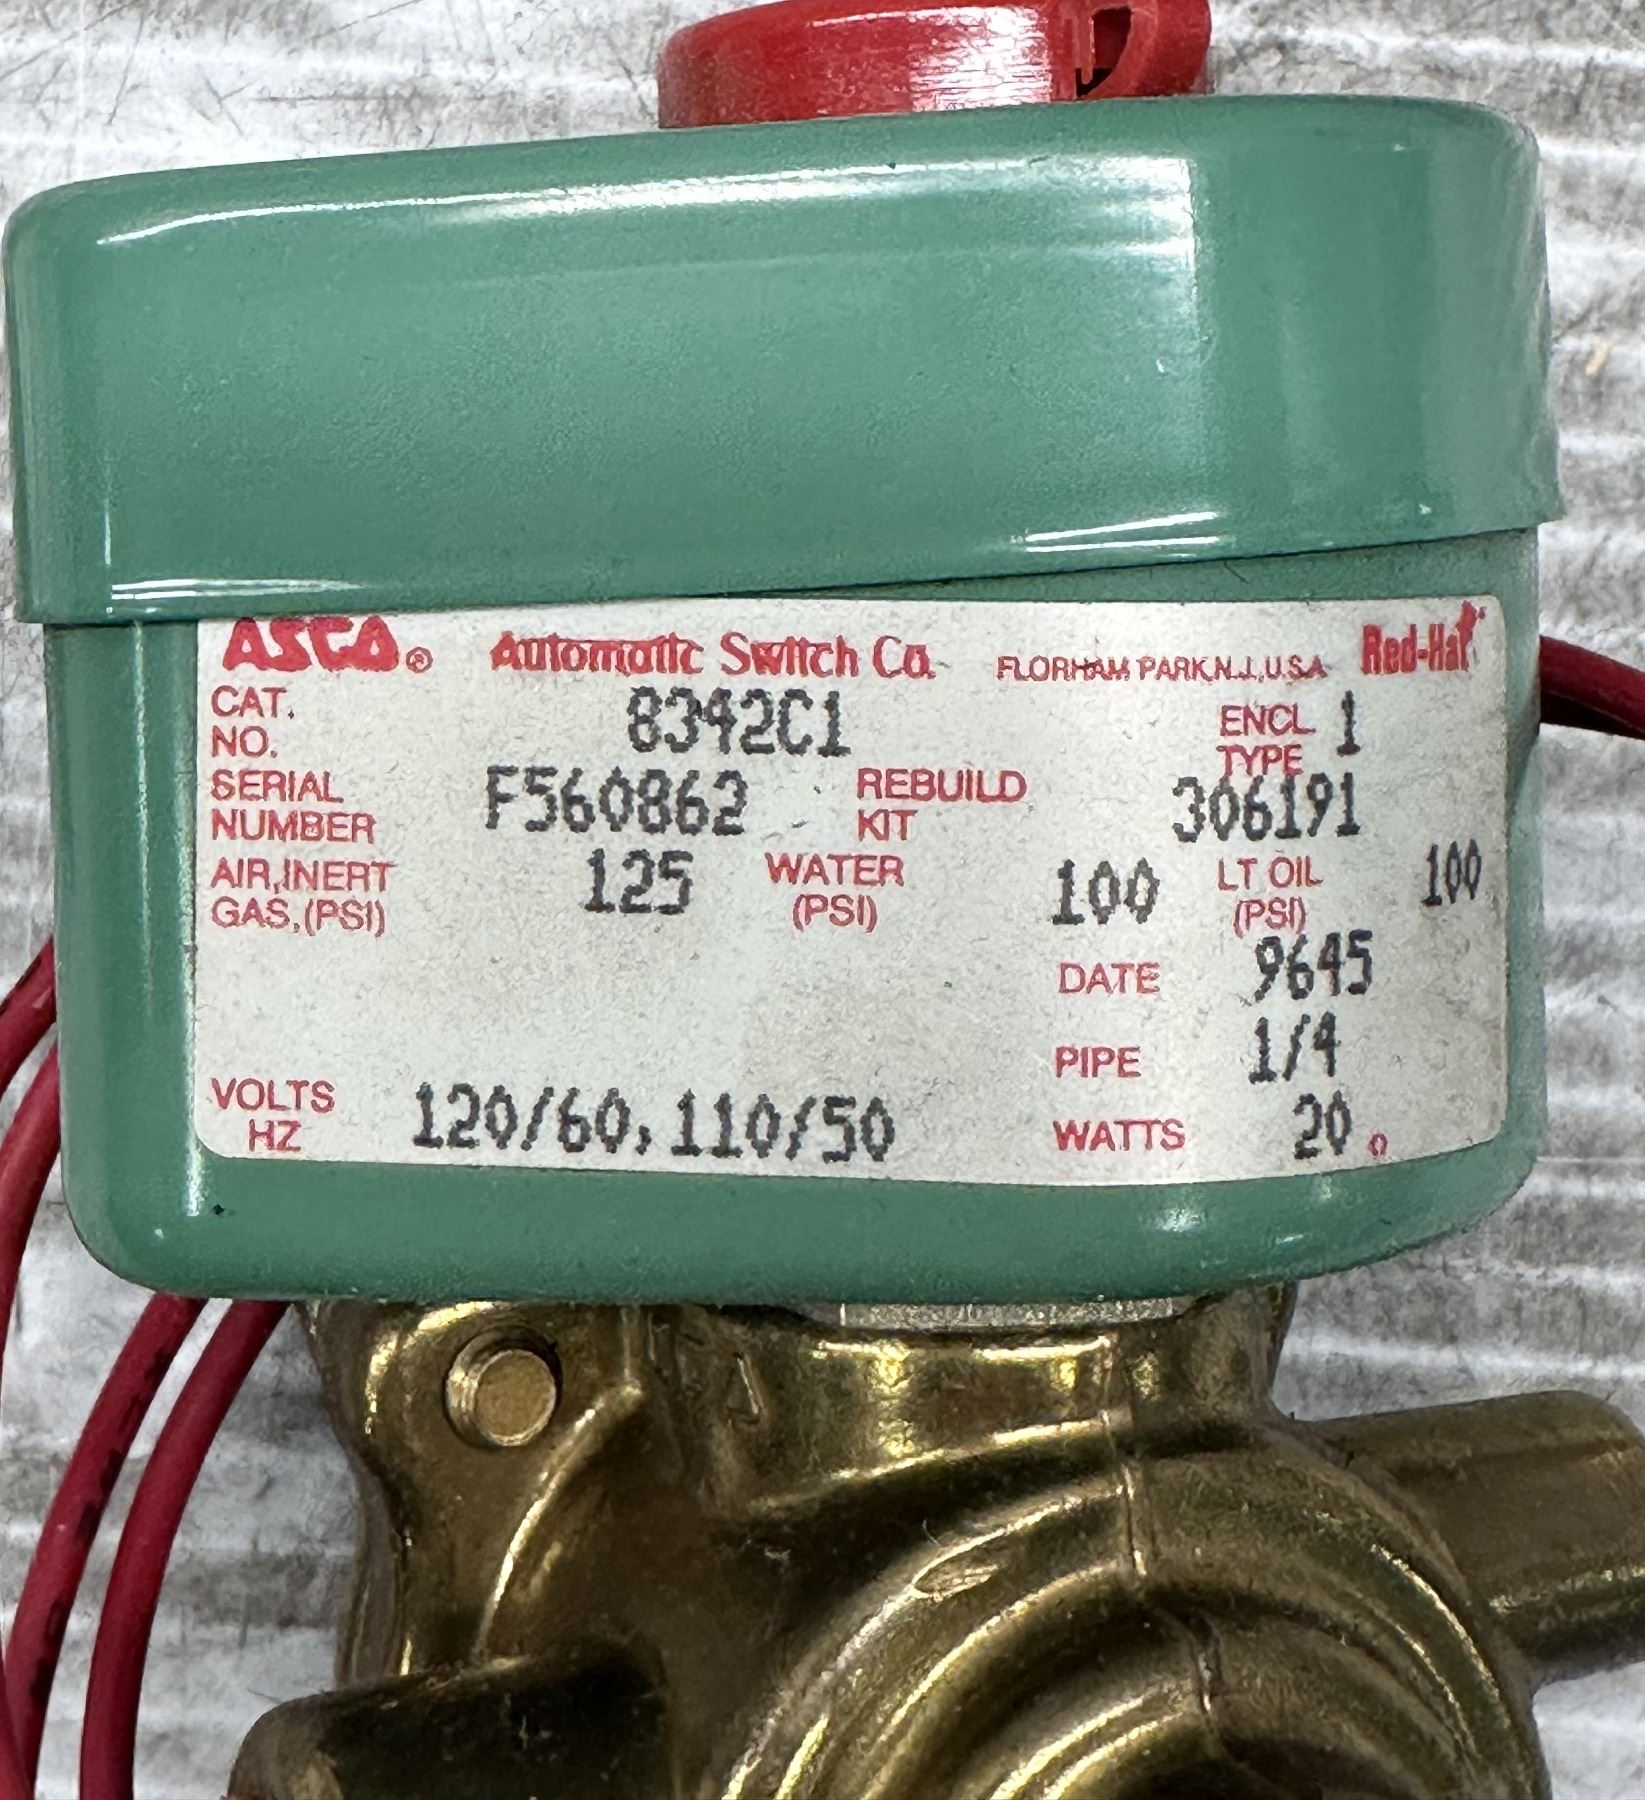 ASCO® Automatic Switch Co. FLORHAM PARK, N.J., U.S.A. Red-Hat
CAT. NO. 8342C1 ENCL TYPE 1
SERIAL NUMBER F560862 REBUILD KIT 306191
AIR, INERT GAS, (PSI) 125 WATER (PSI) 100 LT OIL (PSI) 100
DATE 9645
PIPE 1/4
VOLTS HZ 120/60, 110/50 WATTS 20